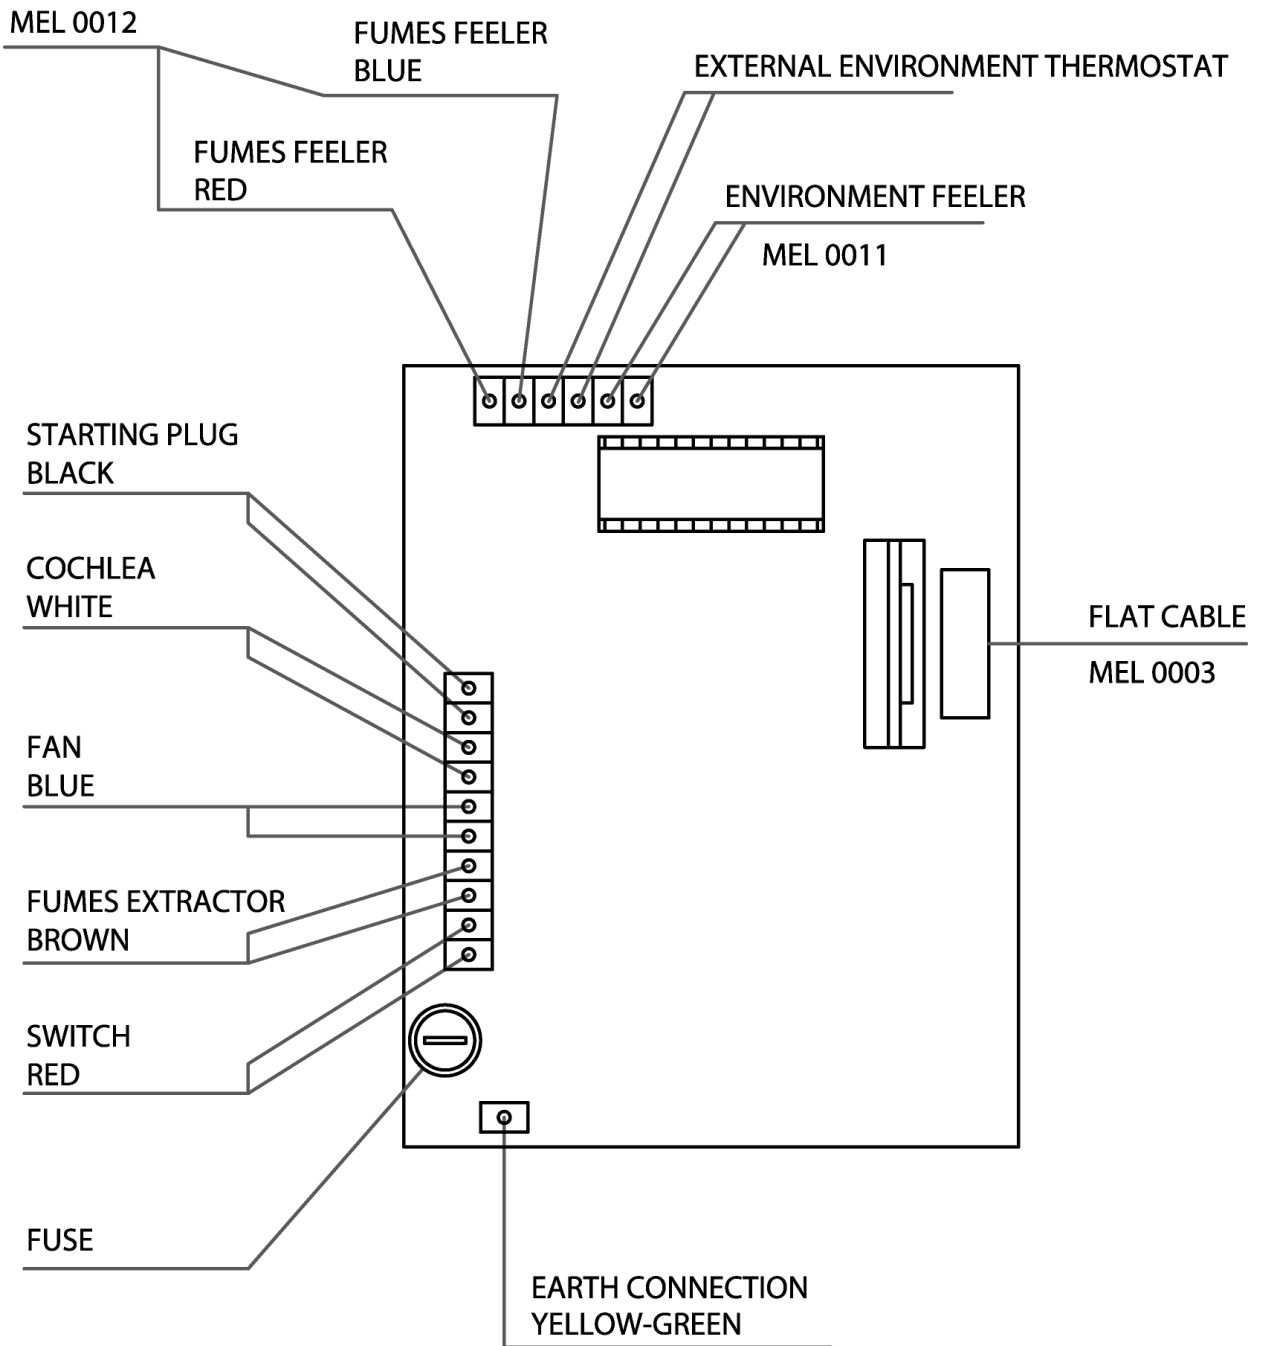 MEL 0012
FUMES FEELER
BLUE
EXTERNAL ENVIRONMENT THERMOSTAT
FUMES FEELER
RED
ENVIRONMENT FEELER
MEL 0011
STARTING PLUG
BLACK
COCHLEA
WHITE
FLAT CABLE
MEL 0003
FAN
BLUE
FUMES EXTRACTOR
BROWN
SWITCH
RED
FUSE
EARTH CONNECTION
YELLOW-GREEN